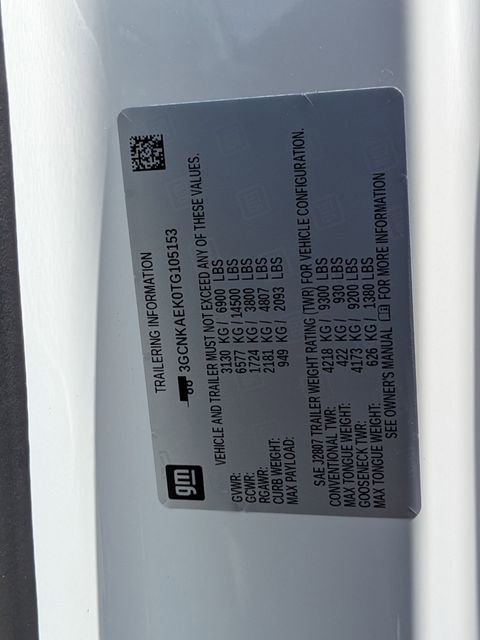 gm
TRAILERING INFORMATION
3GCNKAEK0TG105153
VEHICLE AND TRAILER MUST NOT EXCEED ANY OF THESE VALUES.
GVWR: 3130 KG / 6900 LBS
GCWR: 6577 KG / 14500 LBS
RGAWR: 1724 KG / 3800 LBS
CURB WEIGHT: 2181 KG / 4807 LBS
MAX PAYLOAD: 949 KG / 2093 LBS
SAE J2807 TRAILER WEIGHT RATING (TWR) FOR VEHICLE CONFIGURATION.
CONVENTIONAL TWR: 4218 KG / 9300 LBS
MAX TONGUE WEIGHT: 422 KG / 930 LBS
GOOSENECK TWR: 4173 KG / 9200 LBS
MAX TONGUE WEIGHT: 626 KG / 1380 LBS
SEE OWNER'S MANUAL FOR MORE INFORMATION